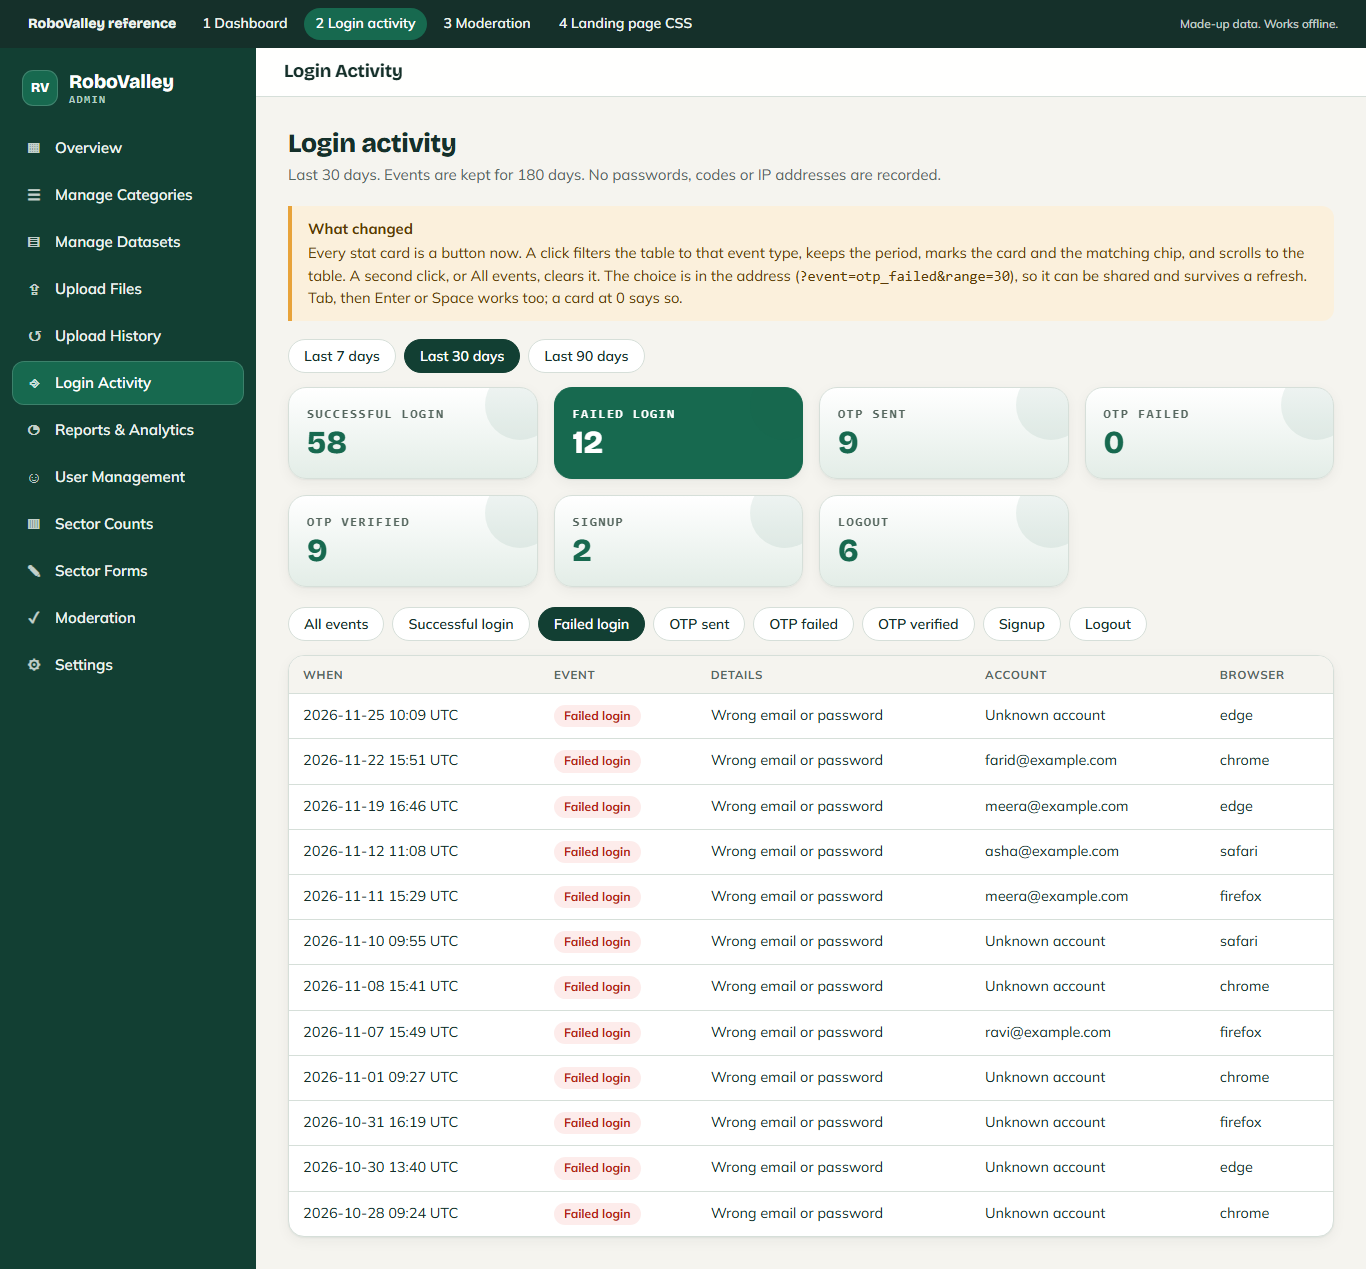 RoboValley reference
1 Dashboard
2 Login activity
3 Moderation
4 Landing page CSS
Made-up data. Works offline.
RV
RoboValley
ADMIN
Overview
Manage Categories
Manage Datasets
Upload Files
Upload History
Login Activity
Reports & Analytics
User Management
Sector Counts
Sector Forms
Moderation
Settings
Login Activity
Login activity
Last 30 days. Events are kept for 180 days. No passwords, codes or IP addresses are recorded.
What changed
Every stat card is a button now. A click filters the table to that event type, keeps the period, marks the card and the matching chip, and scrolls to the
table. A second click, or All events, clears it. The choice is in the address (?event=otp_failed&range=30), so it can be shared and survives a refresh.
Tab, then Enter or Space works too; a card at 0 says so.
Last 7 days
Last 30 days
Last 90 days
SUCCESSFUL LOGIN
58
FAILED LOGIN
12
OTP SENT
9
OTP FAILED
0
OTP VERIFIED
9
SIGNUP
2
LOGOUT
6
All events
Successful login
Failed login
OTP sent
OTP failed
OTP verified
Signup
Logout
WHEN EVENT DETAILS ACCOUNT BROWSER
2026-11-25 10:09 UTC Failed login Wrong email or password Unknown account edge
2026-11-22 15:51 UTC Failed login Wrong email or password farid@example.com chrome
2026-11-19 16:46 UTC Failed login Wrong email or password meera@example.com edge
2026-11-12 11:08 UTC Failed login Wrong email or password asha@example.com safari
2026-11-11 15:29 UTC Failed login Wrong email or password meera@example.com firefox
2026-11-10 09:55 UTC Failed login Wrong email or password Unknown account safari
2026-11-08 15:41 UTC Failed login Wrong email or password Unknown account chrome
2026-11-07 15:49 UTC Failed login Wrong email or password ravi@example.com firefox
2026-11-01 09:27 UTC Failed login Wrong email or password Unknown account chrome
2026-10-31 16:19 UTC Failed login Wrong email or password Unknown account firefox
2026-10-30 13:40 UTC Failed login Wrong email or password Unknown account edge
2026-10-28 09:24 UTC Failed login Wrong email or password Unknown account chrome